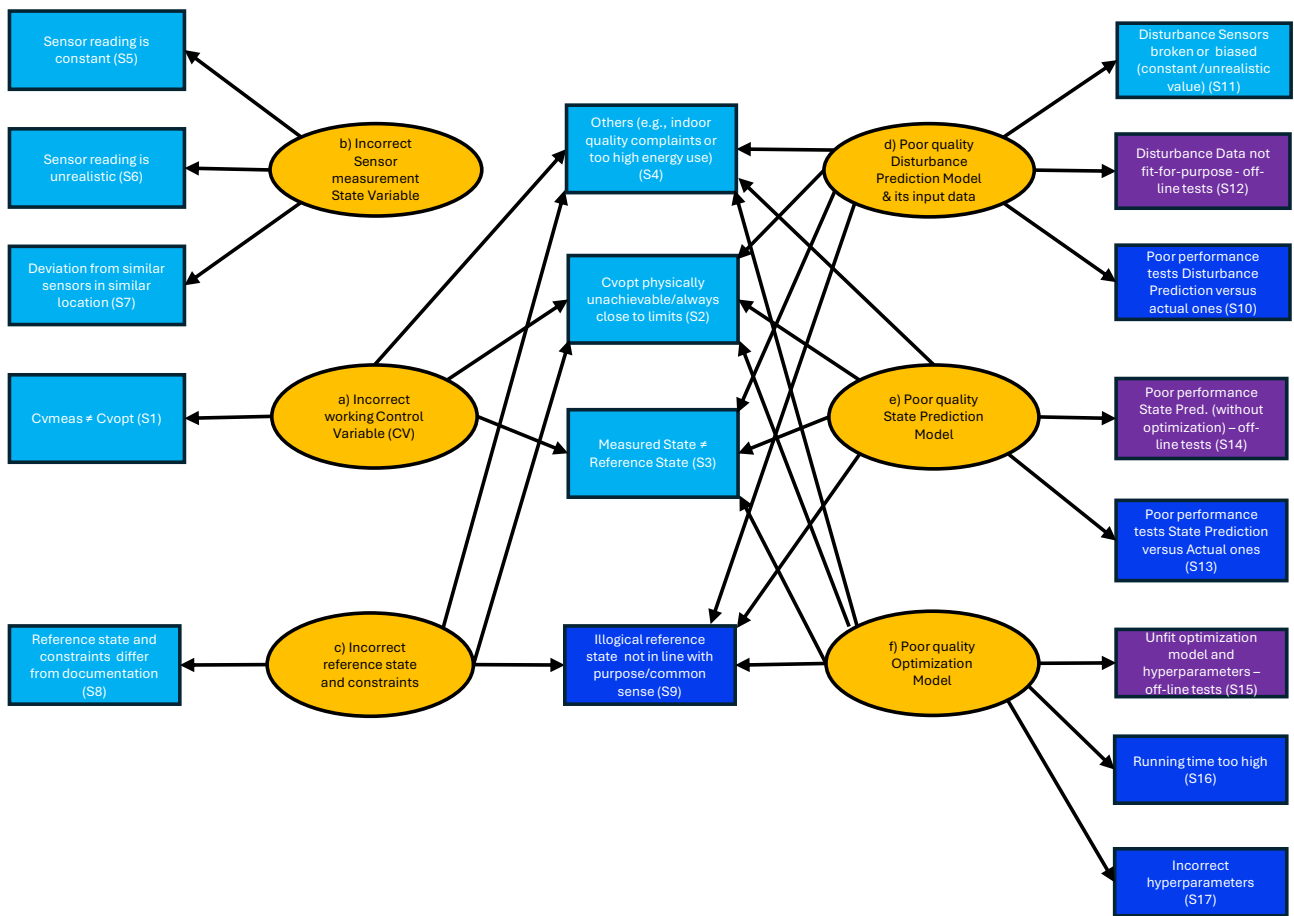 Sensor reading is
constant (S5)
Sensor reading is
unrealistic (S6)
Deviation from similar
sensors in similar
location (S7)
Cvmeas ≠ Cvopt (S1)
Reference state and
constraints differ
from documentation
(S8)
b) Incorrect
Sensor
measurement
State Variable
a) Incorrect
working Control
Variable (CV)
c) Incorrect
reference state
and constraints
Others (e.g., indoor
quality complaints or
too high energy use)
(S4)
Cvopt physically
unachievable/always
close to limits (S2)
Measured State ≠
Reference State (S3)
Illogical reference
state not in line with
purpose/common
sense (S9)
d) Poor quality
Disturbance
Prediction Model
& its input data
e) Poor quality
State Prediction
Model
f) Poor quality
Optimization
Model
Disturbance Sensors
broken or biased
(constant /unrealistic
value) (S11)
Disturbance Data not
fit-for-purpose - off-
line tests (S12)
Poor performance
tests Disturbance
Prediction versus
actual ones (S10)
Poor performance
State Pred. (without
optimization) – off-
line tests (S14)
Poor performance
tests State Prediction
versus Actual ones
(S13)
Unfit optimization
model and
hyperparameters –
off-line tests (S15)
Running time too high
(S16)
Incorrect
hyperparameters
(S17)